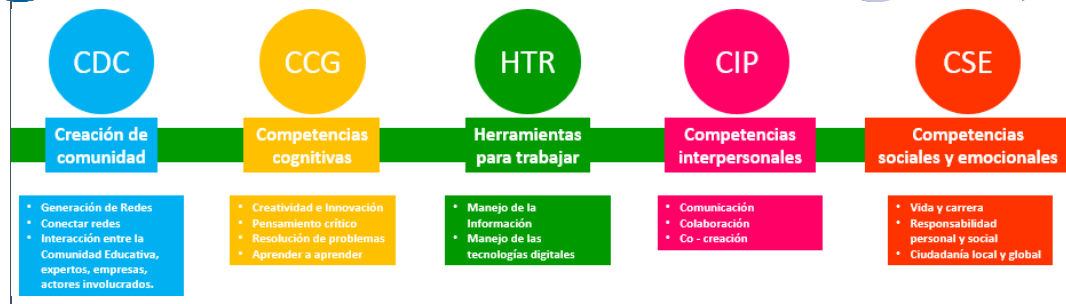 CDC
Creación de
comunidad
• Generación de Redes
• Conectar redes
• Interacción entre la
Comunidad Educativa,
expertos, empresas,
actores involucrados.
CCG
Competencias
cognitivas
• Creatividad e Innovación
• Pensamiento crítico
• Resolución de problemas
• Aprender a aprender
HTR
Herramientas
para trabajar
• Manejo de la
Información
• Manejo de las
tecnologías digitales
CIP
Competencias
interpersonales
• Comunicación
• Colaboración
• Co - creación
CSE
Competencias
sociales y emocionales
• Vida y carrera
• Responsabilidad
personal y social
• Ciudadanía local y global